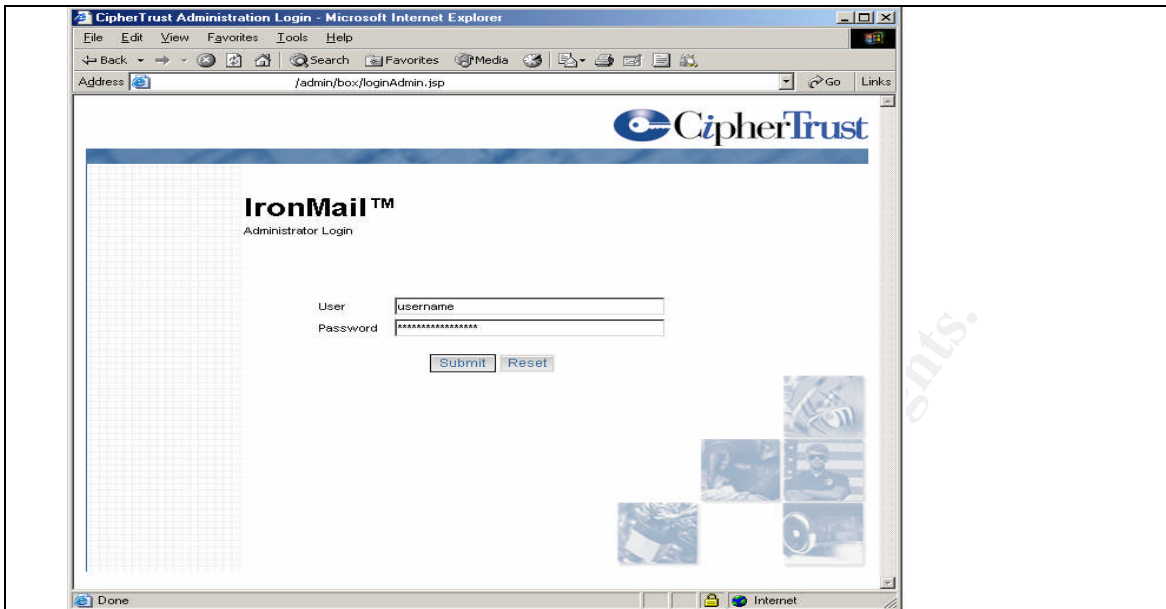 CipherTrust Administration Login - Microsoft Internet Explorer
File Edit View Favorites Tools Help
Back Search Favorites Media
Address /admin/box/loginAdmin.jsp Go Links
CipherTrust
IronMail™
Administrator Login
User username
Password *****************
Submit Reset
Done Internet